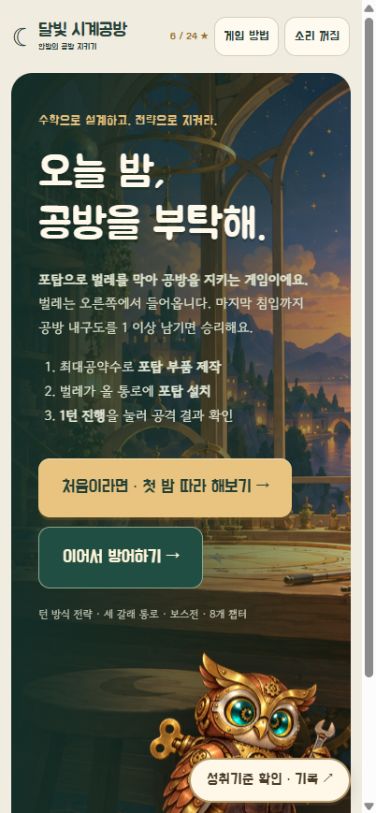 달빛 시계공방
만월의 공방 지키기
6 / 24 ★
게임 방법
소리 꺼짐
수학으로 설계하고, 전략으로 지켜라.
오늘 밤,
공방을 부탁해.
포탑으로 벌레를 막아 공방을 지키는 게임이에요.
벌레는 오른쪽에서 들어옵니다. 마지막 침입까지
공방 내구도를 1 이상 남기면 승리해요.
1. 최대공약수로 포탑 부품 제작
2. 벌레가 올 통로에 포탑 설치
3. 1턴 진행을 눌러 공격 결과 확인
처음이라면 · 첫 밤 따라 해보기 →
이어서 방어하기 →
턴 방식 전략 · 세 갈래 통로 · 보스전 · 8개 챕터
성취기준 확인 · 기록 ↗